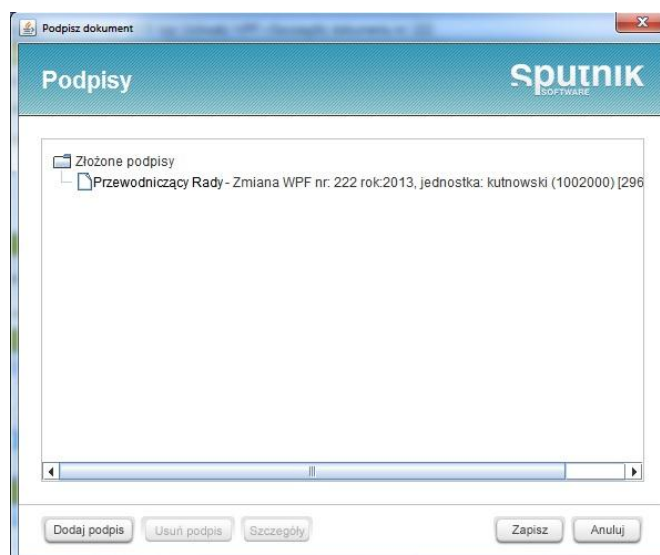 Podpisz dokument
Podpisy
Sputnik
SOFTWARE
Złożone podpisy
Przewodniczący Rady - Zmiana WPF nr: 222 rok:2013, jednostka: kutnowski (1002000) [296
Dodaj podpis
Usuń podpis
Szczegóły
Zapisz
Anuluj